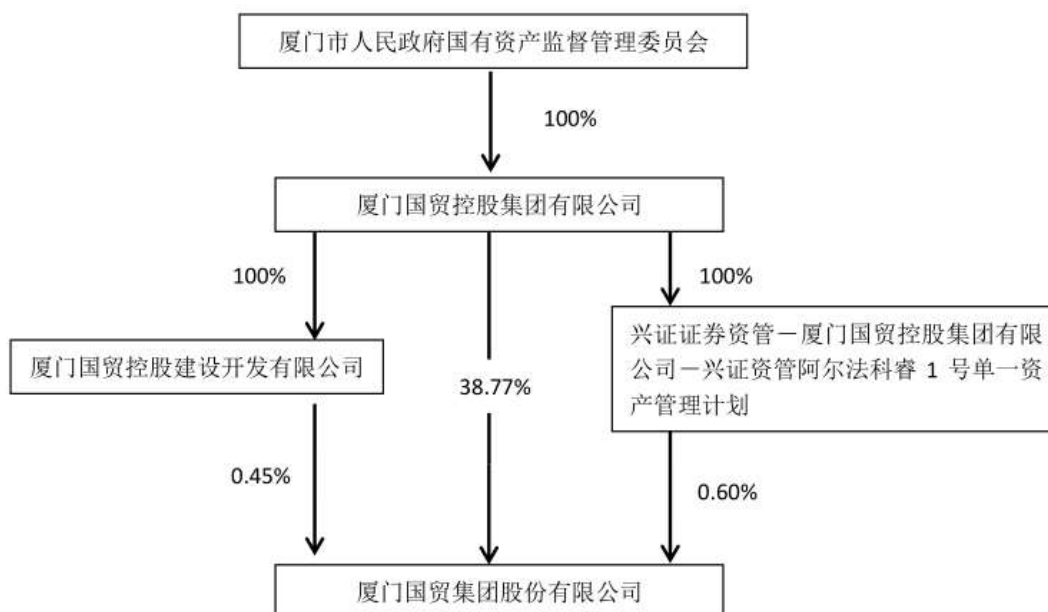 厦门市人民政府国有资产监督管理委员会
100%
厦门国贸控股集团有限公司
100%
100%
厦门国贸控股建设开发有限公司
38.77%
兴证证券资管－厦门国贸控股集团有限
公司－兴证资管阿尔法科睿 1 号单一资
产管理计划
0.45%
0.60%
厦门国贸集团股份有限公司